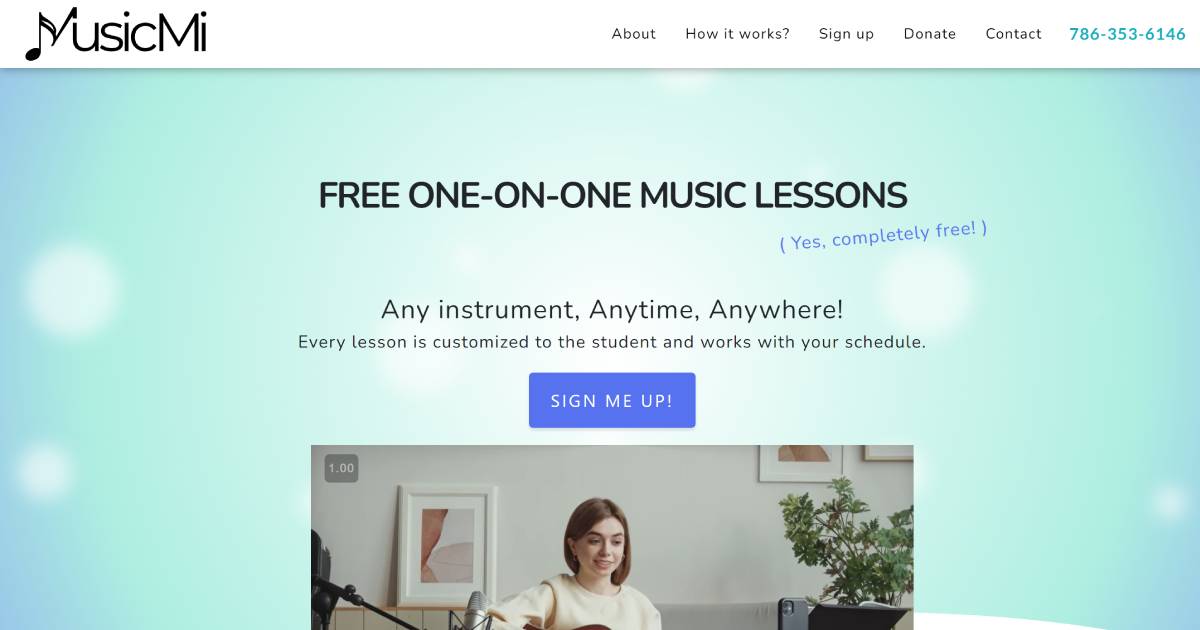 MusicMi
About
How it works?
Sign up
Donate
Contact
786-353-6146
FREE ONE-ON-ONE MUSIC LESSONS
( Yes, completely free! )
Any instrument, Anytime, Anywhere!
Every lesson is customized to the student and works with your schedule.
SIGN ME UP!
1.00